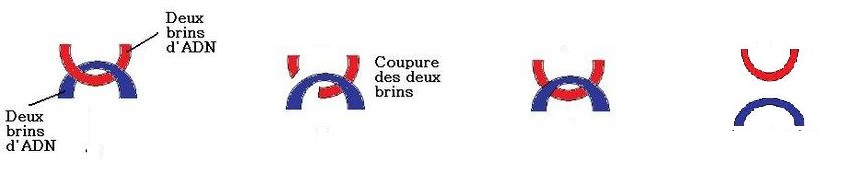 Deux
brins
d'ADN
Deux
brins
d'ADN
Coupure
des deux
brins